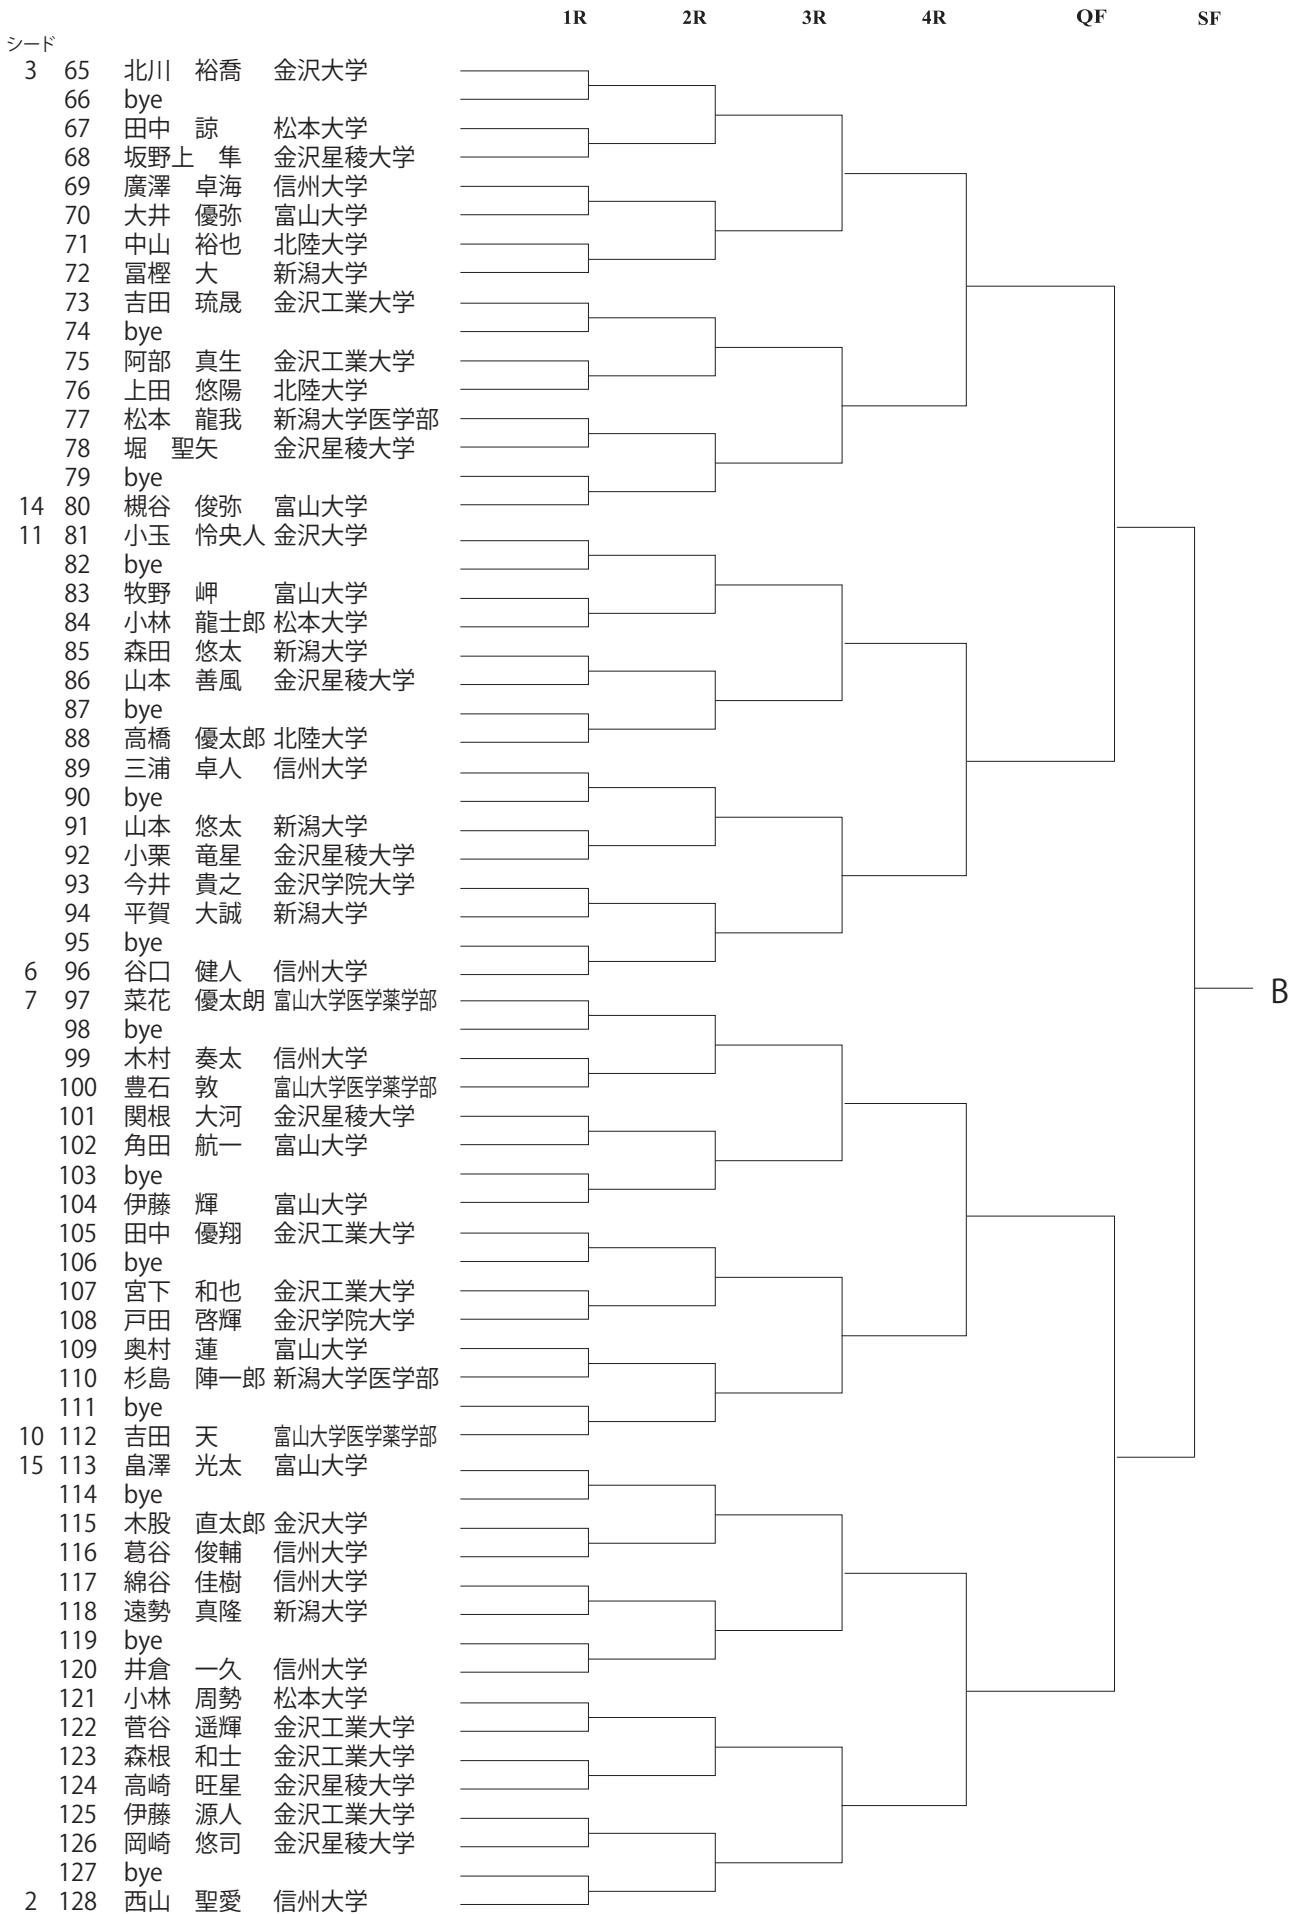 1R 2R 3R 4R QF SF
シード
3 65 北川 裕喬 金沢大学
66 bye
67 田中 諒 松本大学
68 坂野上 隼 金沢星稜大学
69 廣澤 卓海 信州大学
70 大井 優弥 富山大学
71 中山 裕也 北陸大学
72 冨樫 大 新潟大学
73 吉田 琉晟 金沢工業大学
74 bye
75 阿部 真生 金沢工業大学
76 上田 悠陽 北陸大学
77 松本 龍我 新潟大学医学部
78 堀 聖矢 金沢星稜大学
79 bye
14 80 槻谷 俊弥 富山大学
11 81 小玉 怜央人 金沢大学
82 bye
83 牧野 岬 富山大学
84 小林 龍士郎 松本大学
85 森田 悠太 新潟大学
86 山本 善風 金沢星稜大学
87 bye
88 高橋 優太郎 北陸大学
89 三浦 卓人 信州大学
90 bye
91 山本 悠太 新潟大学
92 小栗 竜星 金沢星稜大学
93 今井 貴之 金沢学院大学
94 平賀 大誠 新潟大学
95 bye
6 96 谷口 健人 信州大学
7 97 菜花 優太朗 富山大学医学薬学部
98 bye
99 木村 奏太 信州大学
100 豊石 敦 富山大学医学薬学部
101 関根 大河 金沢星稜大学
102 角田 航一 富山大学
103 bye
104 伊藤 輝 富山大学
105 田中 優翔 金沢工業大学
106 bye
107 宮下 和也 金沢工業大学
108 戸田 啓輝 金沢学院大学
109 奥村 蓮 富山大学
110 杉島 陣一郎 新潟大学医学部
111 bye
10 112 吉田 天 富山大学医学薬学部
15 113 畠澤 光太 富山大学
114 bye
115 木股 直太郎 金沢大学
116 葛谷 俊輔 信州大学
117 綿谷 佳樹 信州大学
118 遠勢 真隆 新潟大学
119 bye
120 井倉 一久 信州大学
121 小林 周勢 松本大学
122 菅谷 遥輝 金沢工業大学
123 森根 和士 金沢工業大学
124 高崎 旺星 金沢星稜大学
125 伊藤 源人 金沢工業大学
126 岡崎 悠司 金沢星稜大学
127 bye
2 128 西山 聖愛 信州大学
B